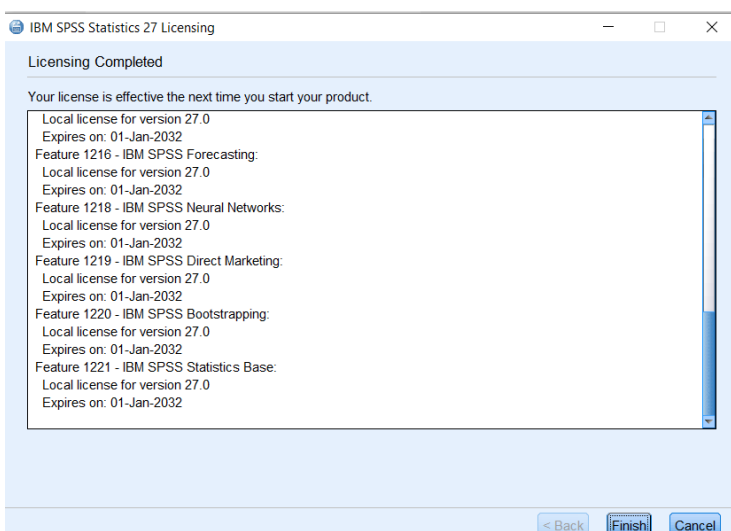 IBM SPSS Statistics 27 Licensing
Licensing Completed
Your license is effective the next time you start your product.
Local license for version 27.0
Expires on: 01-Jan-2032
Feature 1216 - IBM SPSS Forecasting:
Local license for version 27.0
Expires on: 01-Jan-2032
Feature 1218 - IBM SPSS Neural Networks:
Local license for version 27.0
Expires on: 01-Jan-2032
Feature 1219 - IBM SPSS Direct Marketing:
Local license for version 27.0
Expires on: 01-Jan-2032
Feature 1220 - IBM SPSS Bootstrapping:
Local license for version 27.0
Expires on: 01-Jan-2032
Feature 1221 - IBM SPSS Statistics Base:
Local license for version 27.0
Expires on: 01-Jan-2032
< Back Finish Cancel